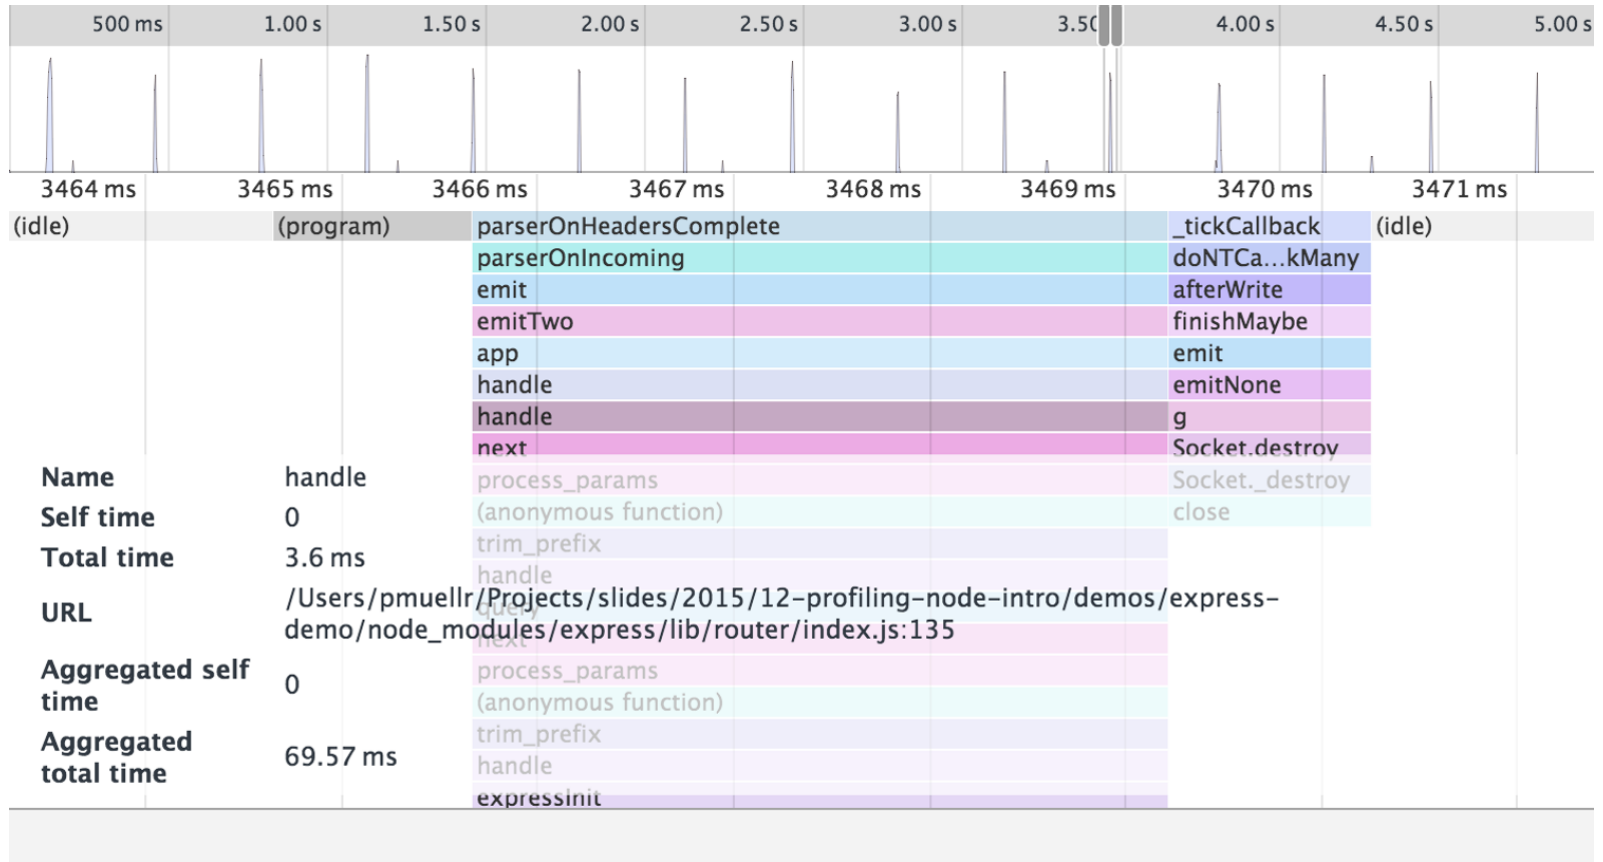 500 ms 1.00 s 1.50 s 2.00 s 2.50 s 3.00 s 3.50 4.00 s 4.50 s 5.00 s
3464 ms 3465 ms 3466 ms 3467 ms 3468 ms 3469 ms 3470 ms 3471 ms
(idle) (program) parserOnHeadersComplete _tickCallback (idle)
parserOnIncoming doNTCa...kMany
emit afterWrite
emitTwo finishMaybe
app emit
handle emitNone
handle g
next Socket.destroy
Name handle process_params Socket._destroy
(anonymous function) close
Self time 0
trim_prefix
Total time 3.6 ms
handle
/Users/pmuellr/Projects/slides/2015/12-profiling-node-intro/demos/express-
query
URL
demo/node_modules/express/lib/router/index.js:135
next
Aggregated self process_params
time 0
(anonymous function)
Aggregated trim_prefix
total time 69.57 ms
handle
expressInit